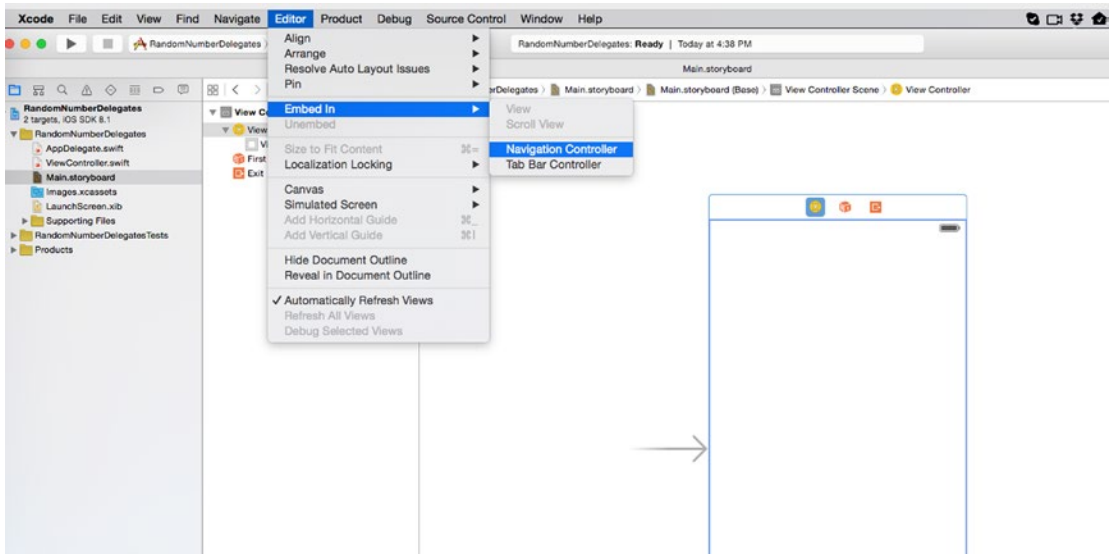 Xcode File Edit View Find Navigate Editor Product Debug Source Control Window Help
RandomNumberDelegates
RandomNumberDelegates: Ready | Today at 4:38 PM
Main.storyboard
Delegates Main.storyboard Main.storyboard (Base) View Controller Scene View Controller
RandomNumberDelegates
2 targets, iOS SDK 8.1
RandomNumberDelegates
AppDelegate.swift
ViewController.swift
Main.storyboard
Images.xcassets
LaunchScreen.xib
Supporting Files
RandomNumberDelegatesTests
Products
View Co
View
Vi
First
Exit
Align
Arrange
Resolve Auto Layout Issues
Pin
Embed In
Unembed
Size to Fit Content ⌘=
Localization Locking
Canvas
Simulated Screen
Add Horizontal Guide ⌘_
Add Vertical Guide ⌘|
Hide Document Outline
Reveal in Document Outline
✓ Automatically Refresh Views
Refresh All Views
Debug Selected Views
View
Scroll View
Navigation Controller
Tab Bar Controller